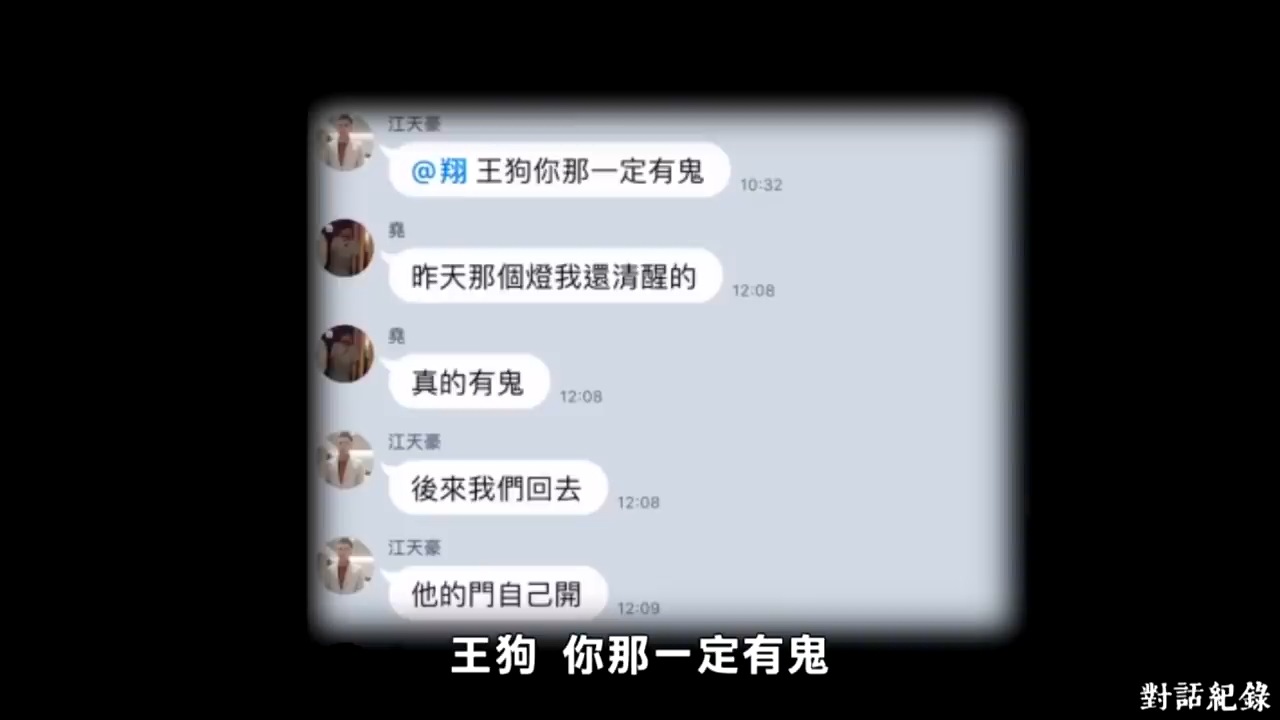 江天豪
@翔 王狗你那一定有鬼
10:32
堯
昨天那個燈我還清醒的
12:08
堯
真的有鬼
12:08
江天豪
後來我們回去
12:08
江天豪
他的門自己開
12:09
王狗 你那一定有鬼
對話紀錄